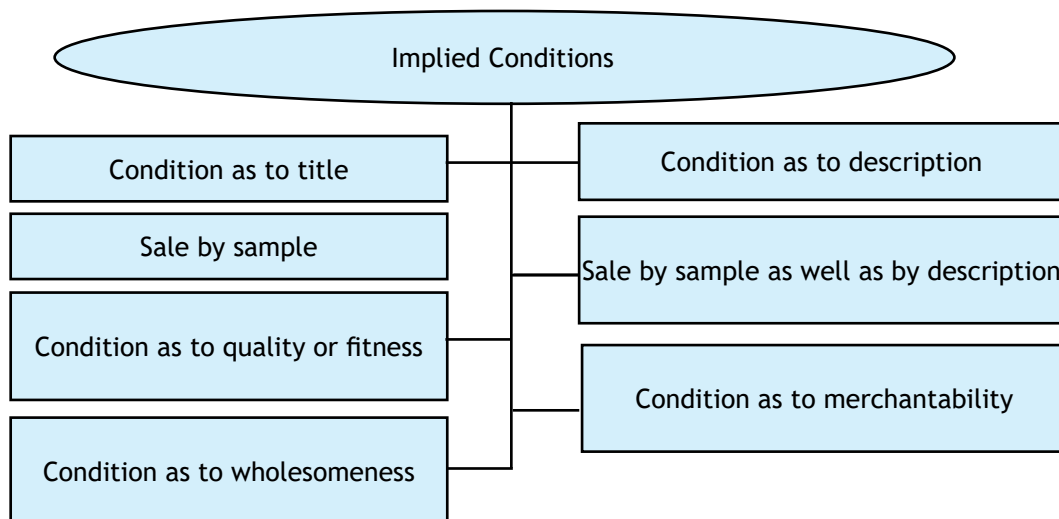 Implied Conditions
Condition as to title
Condition as to description
Sale by sample
Sale by sample as well as by description
Condition as to quality or fitness
Condition as to merchantability
Condition as to wholesomeness